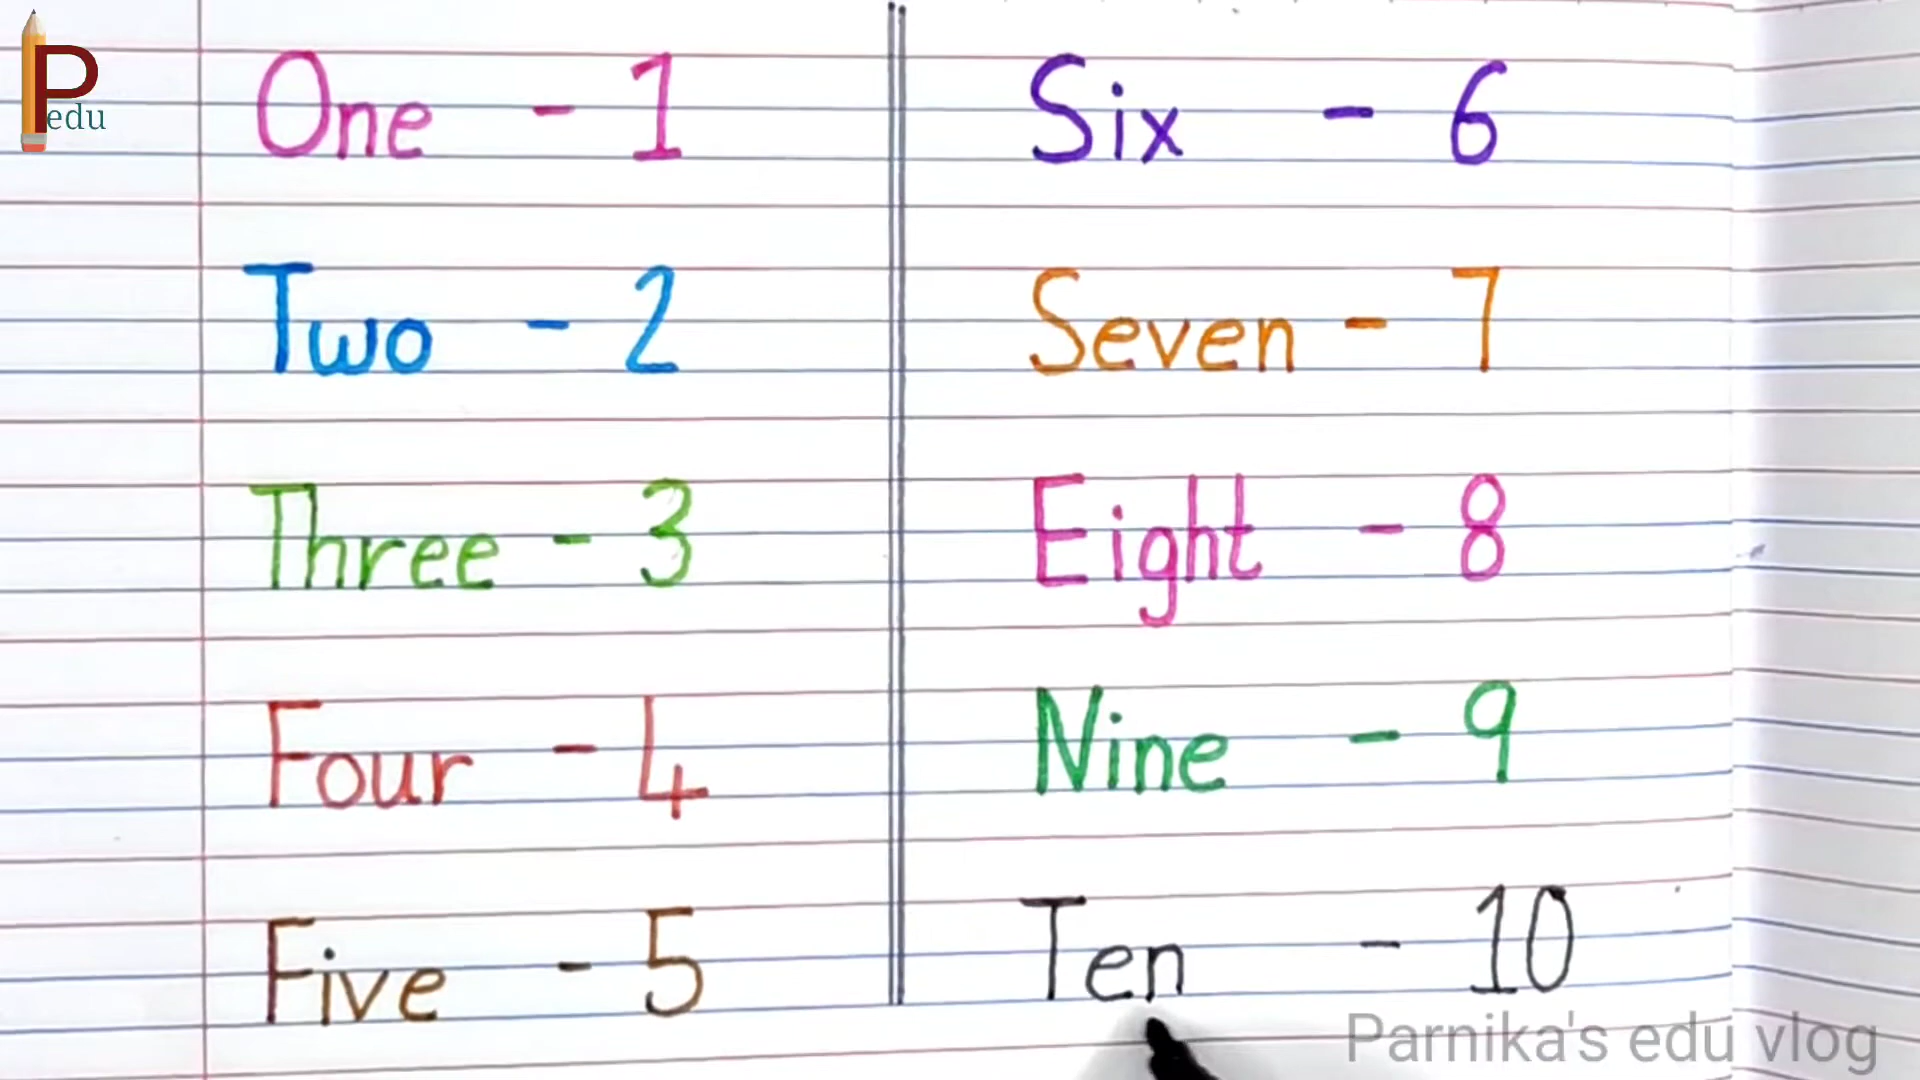 P
edu
One - 1
Two - 2
Three - 3
Four - 4
Five - 5
Six - 6
Seven - 7
Eight - 8
Nine - 9
Ten - 10
Parnika's edu vlog